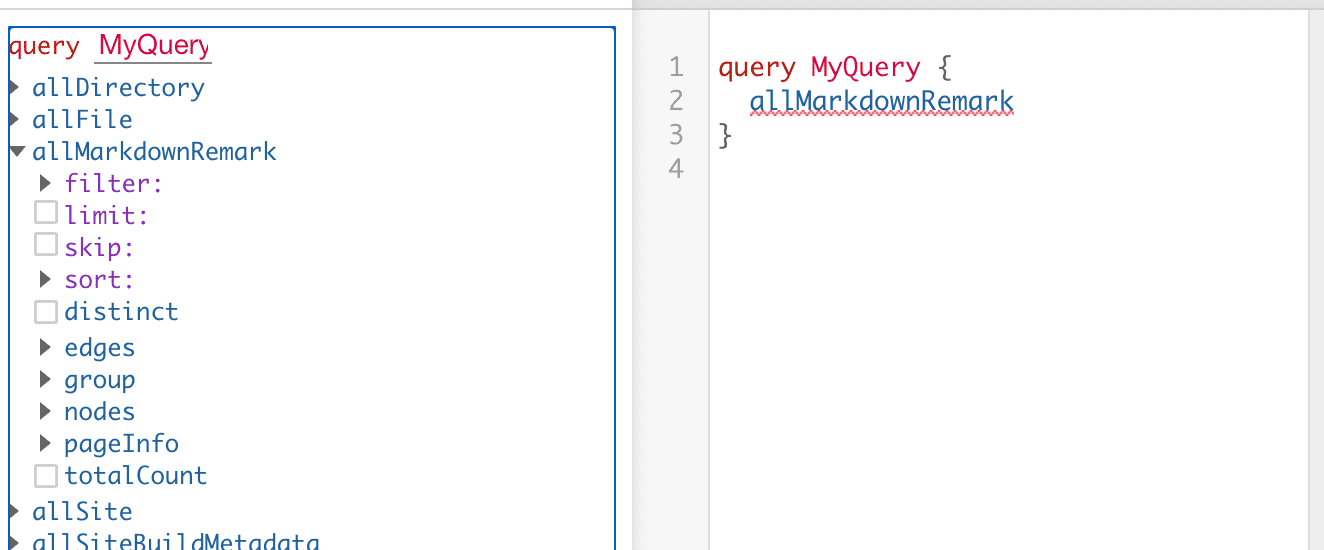 query MyQuery
allDirectory
allFile
allMarkdownRemark
filter:
limit:
skip:
sort:
distinct
edges
group
nodes
pageInfo
totalCount
allSite
allSiteBuildMetadata
1 query MyQuery {
2 allMarkdownRemark
3 }
4